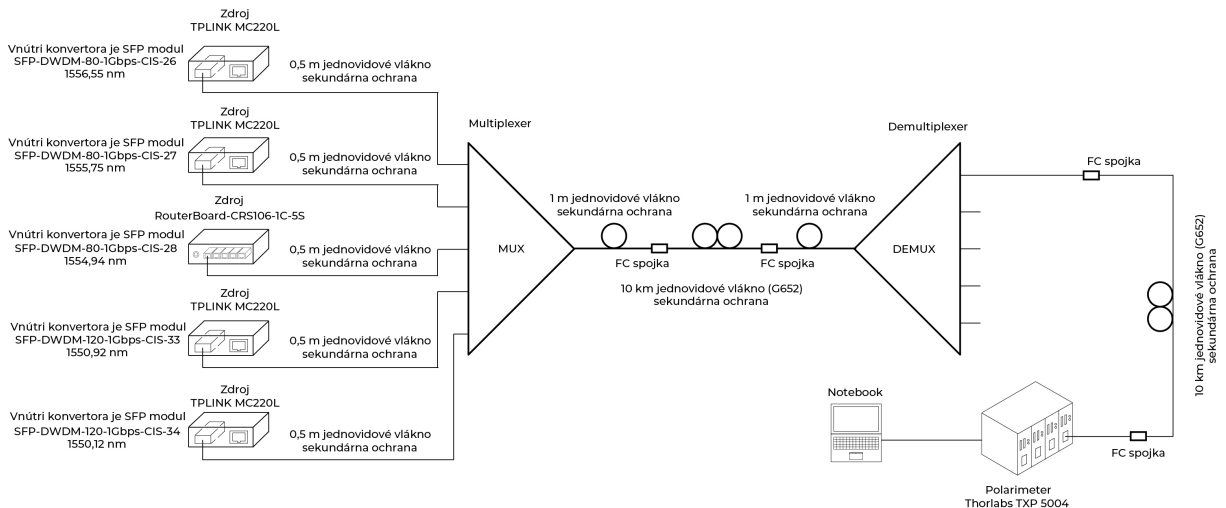 Zdroj
TPLINK MC220L
Vnútri konvertora je SFP modul
SFP-DWDM-80-1Gbps-CIS-26
1556,55 nm
0,5 m jednovidové vlákno
sekundárna ochrana
Zdroj
TPLINK MC220L
Vnútri konvertora je SFP modul
SFP-DWDM-80-1Gbps-CIS-27
1555,75 nm
0,5 m jednovidové vlákno
sekundárna ochrana
Zdroj
RouterBoard-CRS106-1C-5S
Vnútri konvertora je SFP modul
SFP-DWDM-80-1Gbps-CIS-28
1554,94 nm
0,5 m jednovidové vlákno
sekundárna ochrana
Zdroj
TPLINK MC220L
Vnútri konvertora je SFP modul
SFP-DWDM-120-1Gbps-CIS-33
1550,92 nm
0,5 m jednovidové vlákno
sekundárna ochrana
Zdroj
TPLINK MC220L
Vnútri konvertora je SFP modul
SFP-DWDM-120-1Gbps-CIS-34
1550,12 nm
0,5 m jednovidové vlákno
sekundárna ochrana
Multiplexer
MUX
1 m jednovidové vlákno
sekundárna ochrana
FC spojka
10 km jednovidové vlákno (G652)
sekundárna ochrana
FC spojka
1 m jednovidové vlákno
sekundárna ochrana
Demultiplexer
DEMUX
FC spojka
10 km jednovidové vlákno (G652)
sekundárna ochrana
FC spojka
Notebook
Polarimeter
Thorlabs TXP 5004